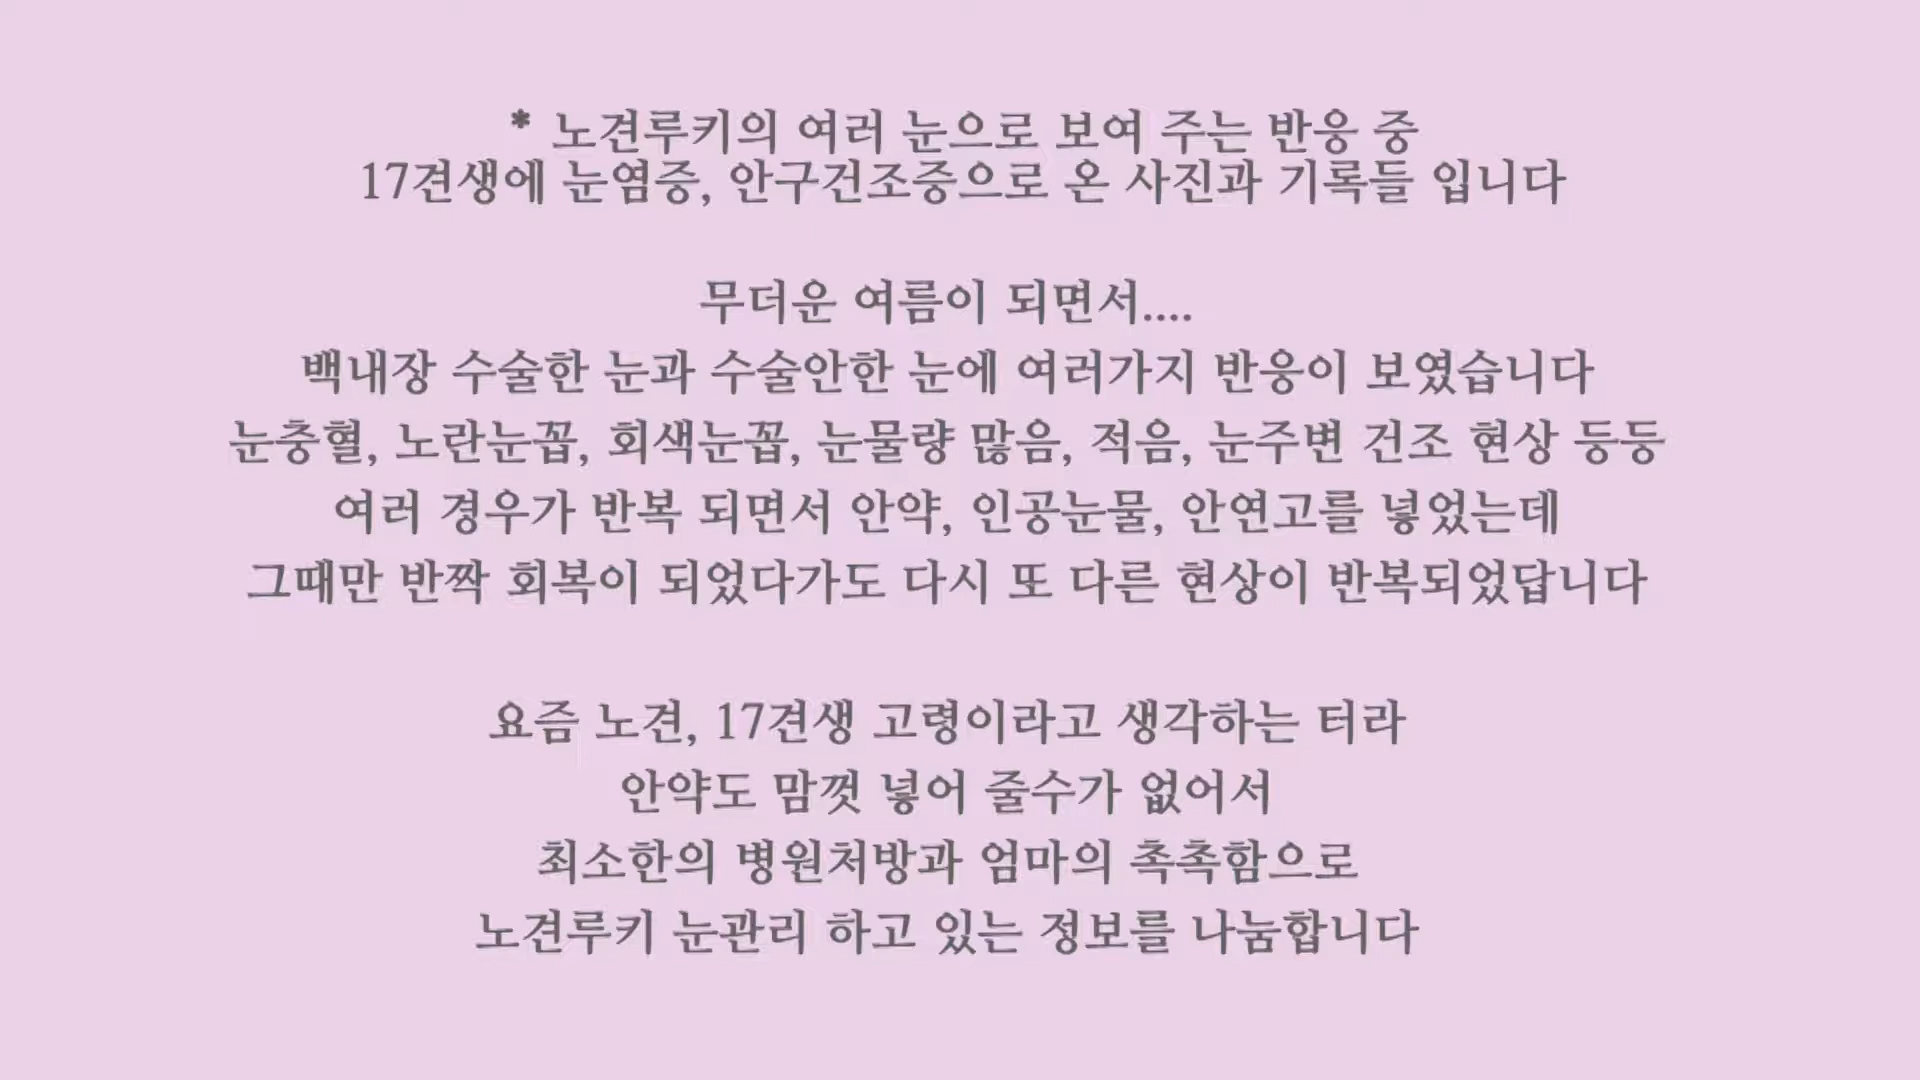 * 노견루키의 여러 눈으로 보여 주는 반응 중
17견생에 눈염증, 안구건조증으로 온 사진과 기록들 입니다
무더운 여름이 되면서....
백내장 수술한 눈과 수술안한 눈에 여러가지 반응이 보였습니다
눈충혈, 노란눈꼽, 회색눈꼽, 눈물량 많음, 적음, 눈주변 건조 현상 등등
여러 경우가 반복 되면서 안약, 인공눈물, 안연고를 넣었는데
그때만 반짝 회복이 되었다가도 다시 또 다른 현상이 반복되었답니다
요즘 노견, 17견생 고령이라고 생각하는 터라
안약도 맘껏 넣어 줄수가 없어서
최소한의 병원처방과 엄마의 촉촉함으로
노견루키 눈관리 하고 있는 정보를 나눔합니다